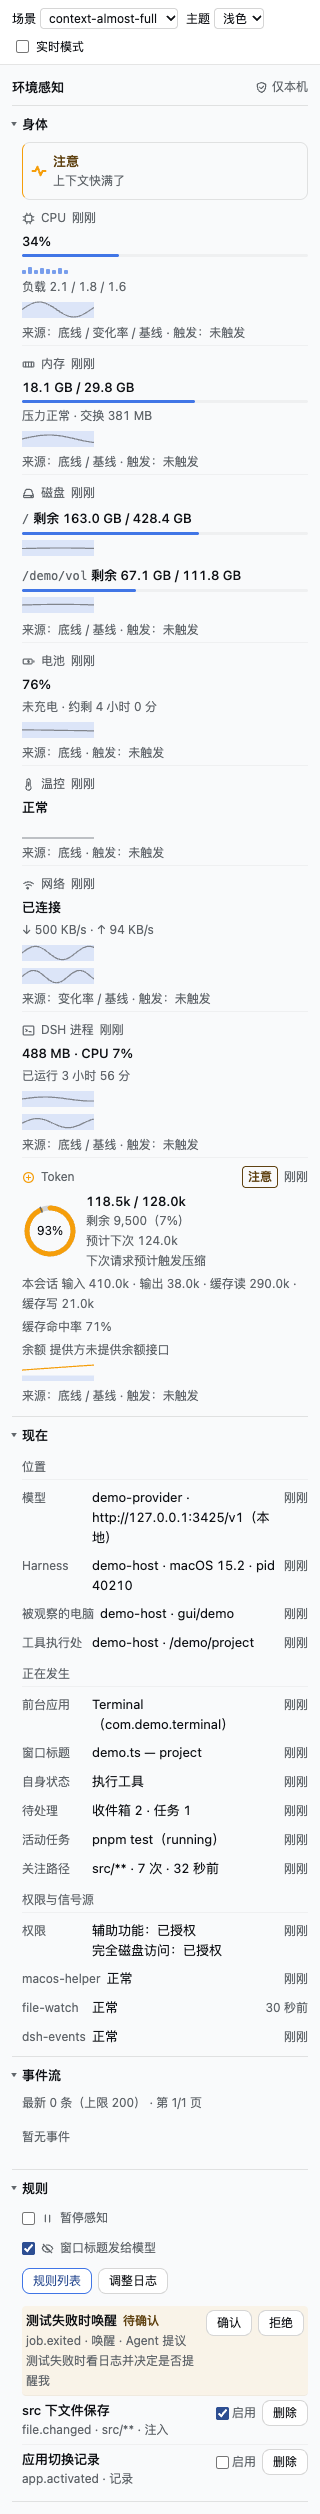 场景 context-almost-full 主题 浅色
实时模式
环境感知 仅本机
身体
注意
上下文快满了
CPU 刚刚
34%
负载 2.1 / 1.8 / 1.6
来源：底线 / 变化率 / 基线 · 触发：未触发
内存 刚刚
18.1 GB / 29.8 GB
压力正常 · 交换 381 MB
来源：底线 / 基线 · 触发：未触发
磁盘 刚刚
/ 剩余 163.0 GB / 428.4 GB
/demo/vol 剩余 67.1 GB / 111.8 GB
来源：底线 / 基线 · 触发：未触发
电池 刚刚
76%
未充电 · 约剩 4 小时 0 分
来源：底线 · 触发：未触发
温控 刚刚
正常
来源：底线 · 触发：未触发
网络 刚刚
已连接
↓ 500 KB/s · ↑ 94 KB/s
来源：变化率 / 基线 · 触发：未触发
DSH 进程 刚刚
488 MB · CPU 7%
已运行 3 小时 56 分
来源：底线 / 基线 · 触发：未触发
Token 注意 刚刚
93%
118.5k / 128.0k
剩余 9,500（7%）
预计下次 124.0k
下次请求预计触发压缩
本会话 输入 410.0k · 输出 38.0k · 缓存读 290.0k ·
缓存写 21.0k
缓存命中率 71%
余额 提供方未提供余额接口
来源：底线 / 基线 · 触发：未触发
现在
位置
模型 demo-provider · 刚刚
http://127.0.0.1:3425/v1（本
地）
Harness demo-host · macOS 15.2 · pid 刚刚
40210
被观察的电脑 demo-host · gui/demo 刚刚
工具执行处 demo-host · /demo/project 刚刚
正在发生
前台应用 Terminal 刚刚
（com.demo.terminal）
窗口标题 demo.ts — project 刚刚
自身状态 执行工具 刚刚
待处理 收件箱 2 · 任务 1 刚刚
活动任务 pnpm test（running） 刚刚
关注路径 src/** · 7 次 · 32 秒前 刚刚
权限与信号源
权限 辅助功能：已授权 刚刚
完全磁盘访问：已授权
macos-helper 正常 刚刚
file-watch 正常 30 秒前
dsh-events 正常 刚刚
事件流
最新 0 条（上限 200） · 第 1/1 页
暂无事件
规则
暂停感知
窗口标题发给模型
规则列表 调整日志
测试失败时唤醒 待确认 确认 拒绝
job.exited · 唤醒 · Agent 提议
测试失败时看日志并决定是否提
醒我
src 下文件保存 启用 删除
file.changed · src/** · 注入
应用切换记录 启用 删除
app.activated · 记录